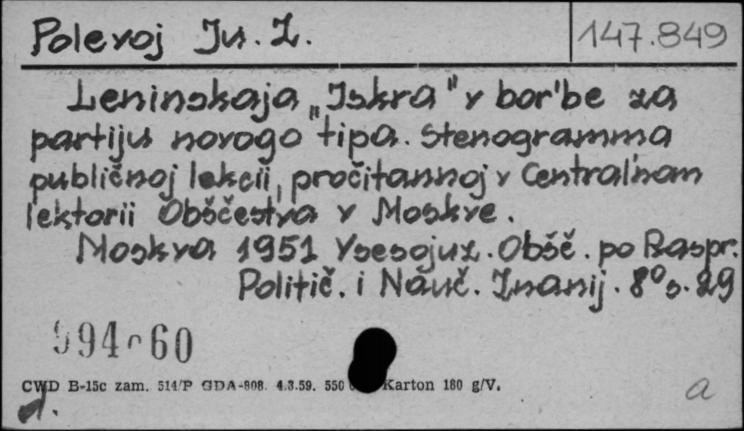 Polevoj Ju. Z.
147.849
Leninskaja „Iskra" v bor'be za
partiju novogo tipa. Stenogramma
publičnoj lekcii, pročitannoj v Central'nom
lektorii Obščestva v Moskve.
Moskva 1951 Vsesojuz. Obšč. po Raspr.
Politič. i Nauč. Znanij. 8° s. 29
994 60
CWD B-15c zam. 514/P GDA-808. 4.3.59. 550 Karton 180 g/V.
a
d.